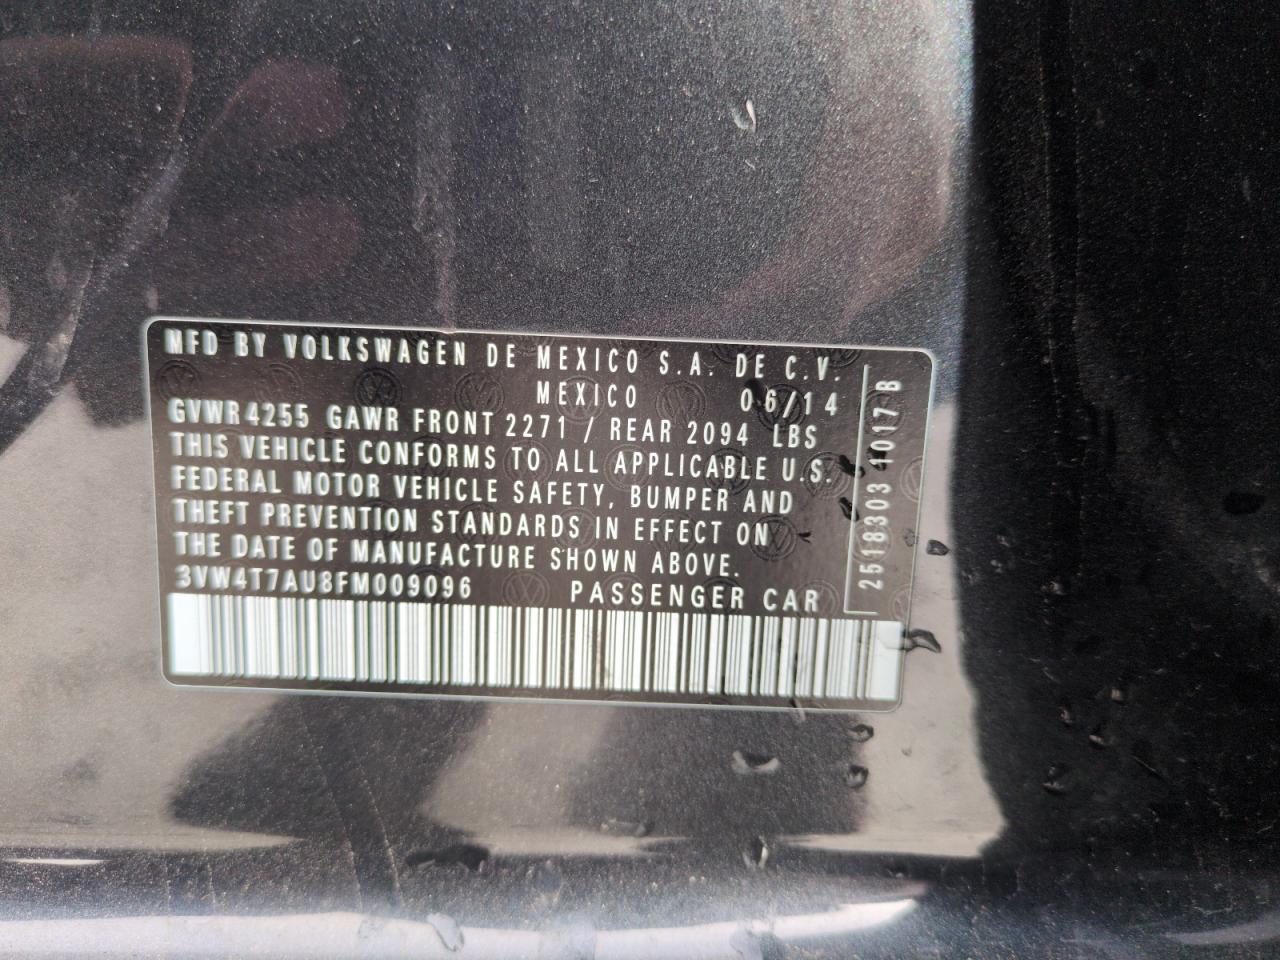 MFD BY VOLKSWAGEN DE MEXICO S.A. DE C.V.
MEXICO 06/14
GVWR 4255 GAWR FRONT 2271 / REAR 2094 LBS
THIS VEHICLE CONFORMS TO ALL APPLICABLE U.S.
FEDERAL MOTOR VEHICLE SAFETY, BUMPER AND
THEFT PREVENTION STANDARDS IN EFFECT ON
THE DATE OF MANUFACTURE SHOWN ABOVE.
3VW4T7AU8FM009096 PASSENGER CAR
2518303 1017 B